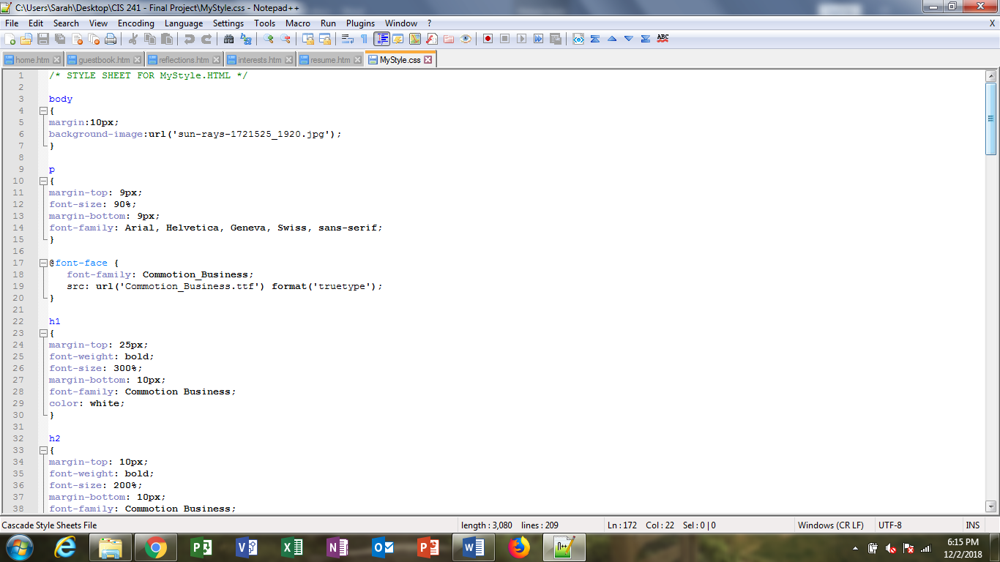 C:\Users\Sarah\Desktop\CIS 241 - Final Project\MyStyle.css - Notepad++
File Edit Search View Encoding Language Settings Tools Macro Run Plugins Window ? X
home.htm guestbook.htm reflections.htm interests.htm resume.htm MyStyle.css
1 /* STYLE SHEET FOR MyStyle.HTML */
2
3 body
4 {
5 margin:10px;
6 background-image:url('sun-rays-1721525_1920.jpg');
7 }
8
9 p
10 {
11 margin-top: 9px;
12 font-size: 90%;
13 margin-bottom: 9px;
14 font-family: Arial, Helvetica, Geneva, Swiss, sans-serif;
15 }
16
17 @font-face {
18 font-family: Commotion_Business;
19 src: url('Commotion_Business.ttf') format('truetype');
20 }
21
22 h1
23 {
24 margin-top: 25px;
25 font-weight: bold;
26 font-size: 300%;
27 margin-bottom: 10px;
28 font-family: Commotion Business;
29 color: white;
30 }
31
32 h2
33 {
34 margin-top: 10px;
35 font-weight: bold;
36 font-size: 200%;
37 margin-bottom: 10px;
38 font-family: Commotion Business;
Cascade Style Sheets File length : 3,080 lines : 209 Ln : 172 Col : 22 Sel : 0 | 0 Windows (CR LF) UTF-8 INS
6:15 PM
12/2/2018